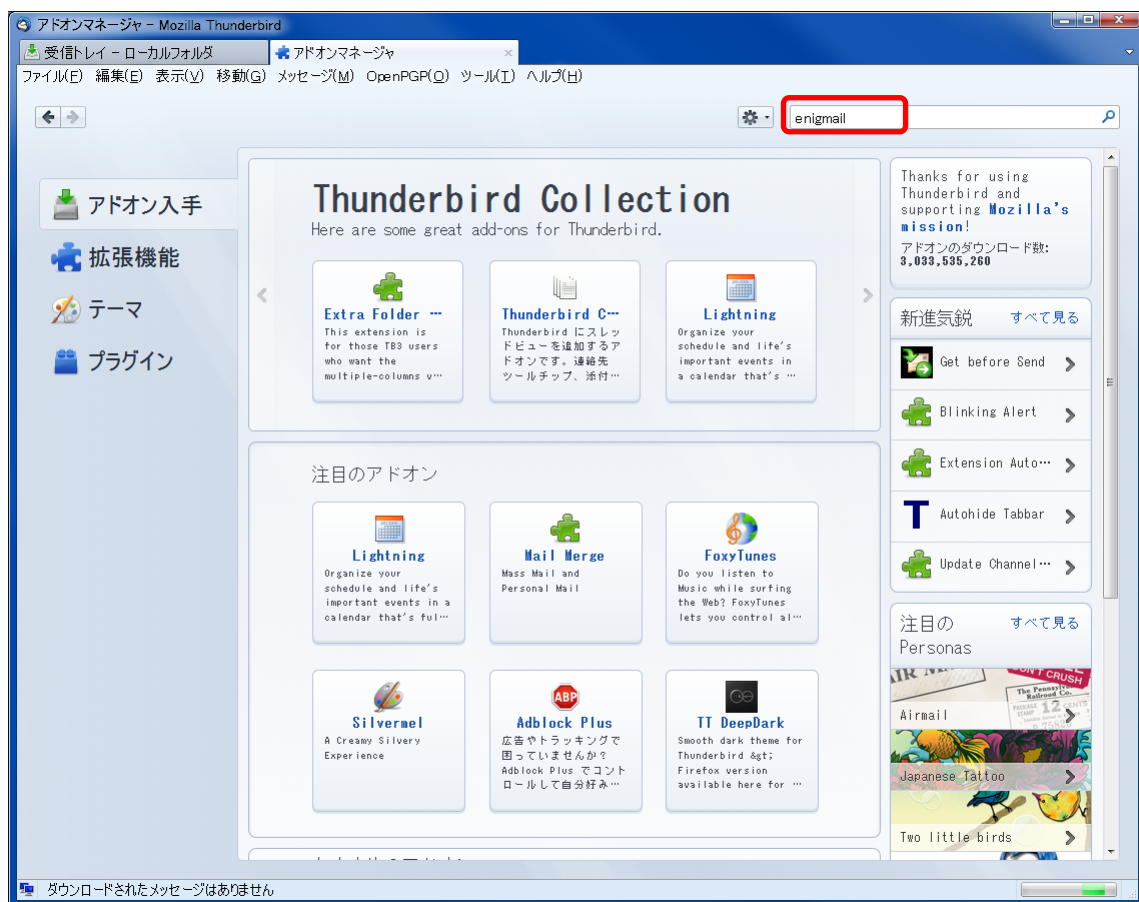 アドオンマネージャ - Mozilla Thunderbird
受信トレイ - ローカルフォルダ
アドオンマネージャ
ファイル(F) 編集(E) 表示(V) 移動(G) メッセージ(M) OpenPGP(O) ツール(T) ヘルプ(H)
enigmail
アドオン入手
拡張機能
テーマ
プラグイン
Thunderbird Collection
Here are some great add-ons for Thunderbird.
Extra Folder …
This extension is
for those TB3 users
who want the
multiple-columns v…
Thunderbird C…
Thunderbird にスレッ
ドビューを追加するア
ドオンです。連絡先
ツールチップ、添付…
Lightning
Organize your
schedule and life's
important events in
a calendar that's …
注目のアドオン
Lightning
Organize your
schedule and life's
important events in a
calendar that's ful…
Mail Merge
Mass Mail and
Personal Mail
FoxyTunes
Do you listen to
Music while surfing
the Web? FoxyTunes
lets you control al…
Silvermel
A Creamy Silvery
Experience
ABP
Adblock Plus
広告やトラッキングで
困っていませんか？
Adblock Plus でコント
ロールして自分好み…
TT DeepDark
Smooth dark theme for
Thunderbird &gt;
Firefox version
available here for …
Thanks for using
Thunderbird and
supporting Mozilla's
mission!
アドオンのダウンロード数:
3,033,535,260
新進気鋭 すべて見る
Get before Send
Blinking Alert
Extension Auto…
Autohide Tabbar
Update Channel…
注目の すべて見る
Personas
AIR
DON'T CRUSH
The Pennsylv
Railroad Co.
Airmail
Japanese Tattoo
Two little birds
ダウンロードされたメッセージはありません